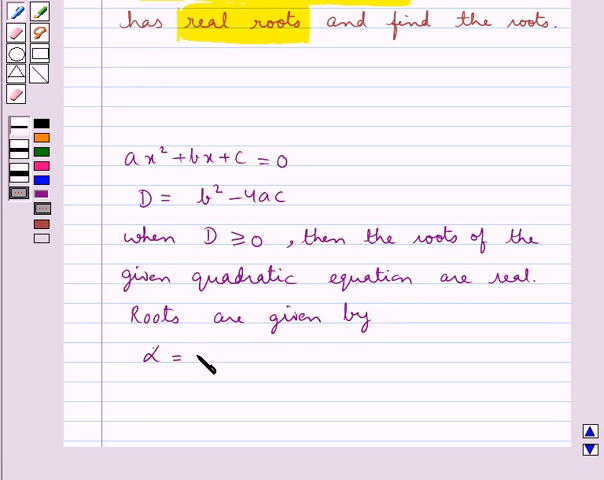 has real roots and find the roots.
ax² + bx + c = 0
D = b² - 4ac
when D ≥ 0, then the roots of the
given quadratic equation are real.
Roots are given by
α =